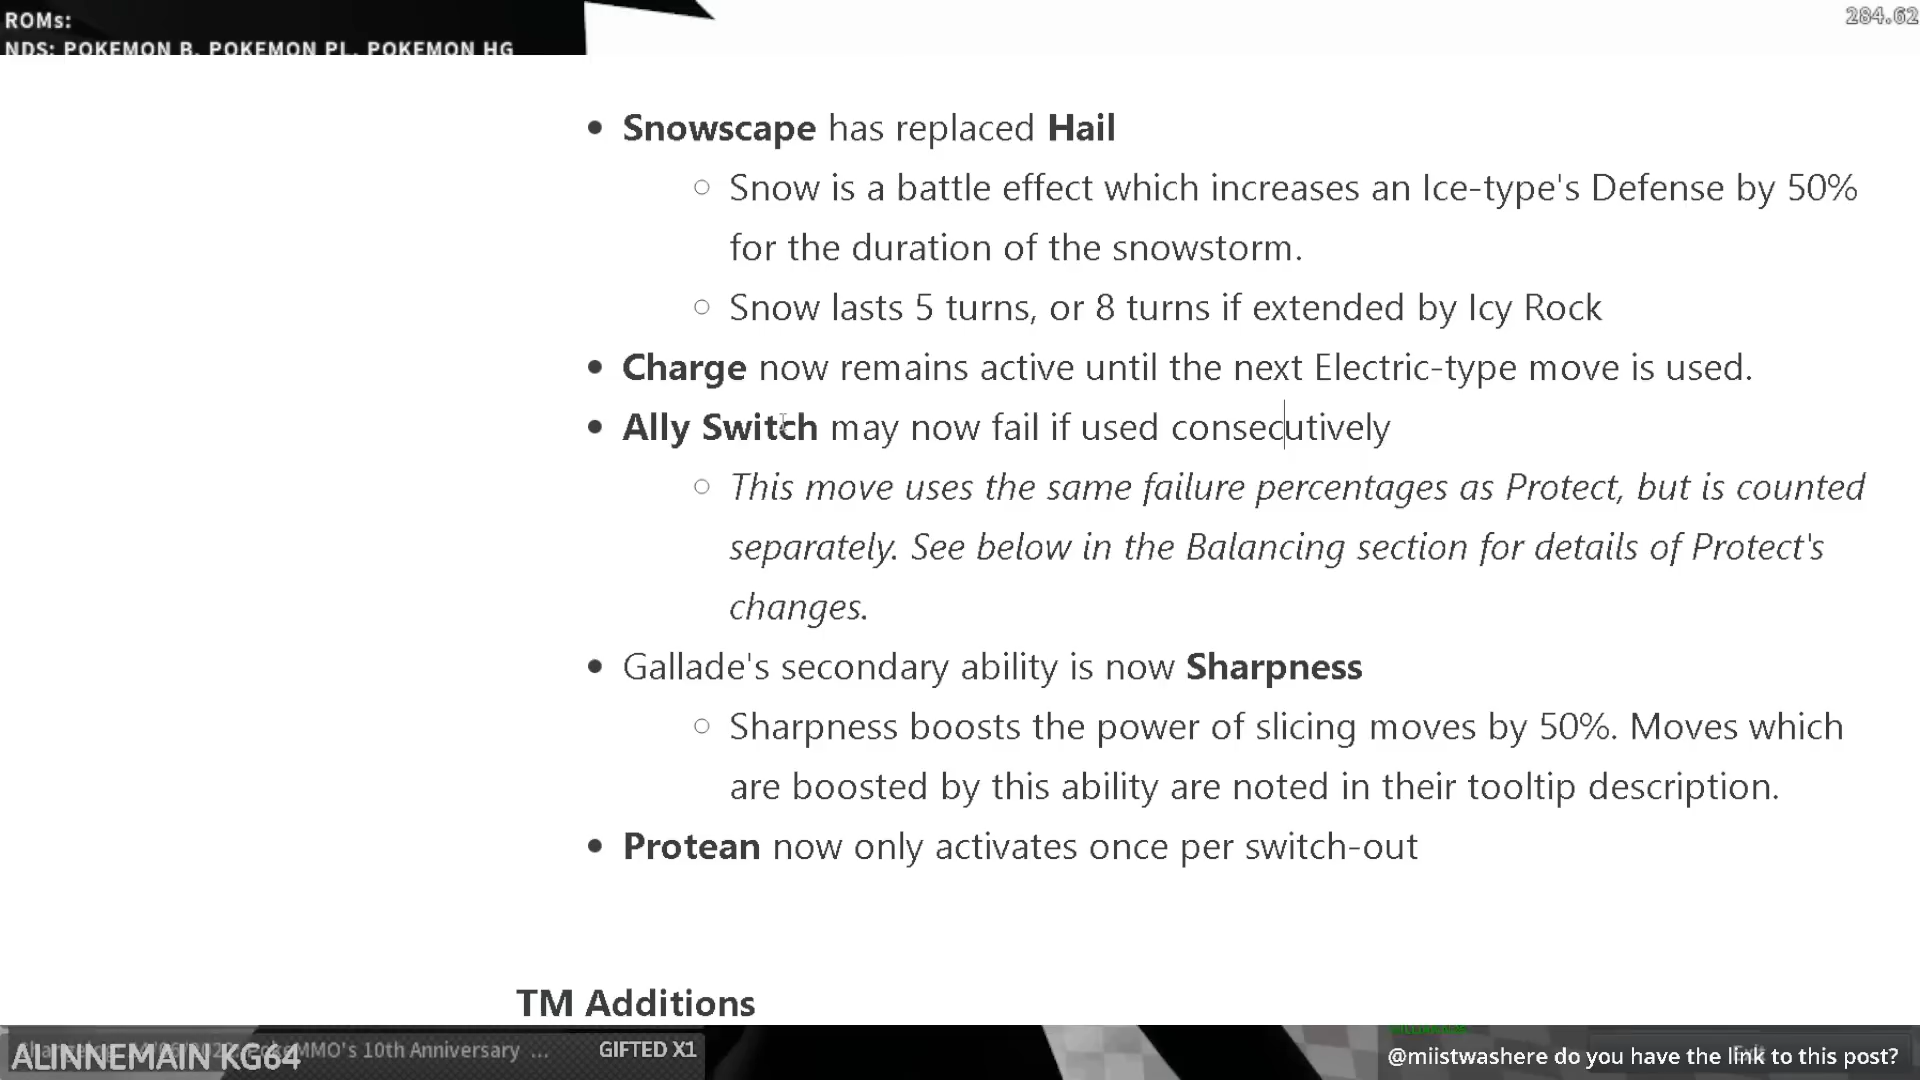 ROMs:
NDS: POKEMON B, POKEMON PL, POKEMON HG
284.62
• Snowscape has replaced Hail
○ Snow is a battle effect which increases an Ice-type's Defense by 50%
for the duration of the snowstorm.
○ Snow lasts 5 turns, or 8 turns if extended by Icy Rock
• Charge now remains active until the next Electric-type move is used.
• Ally Switch may now fail if used consecutively
○ This move uses the same failure percentages as Protect, but is counted
separately. See below in the Balancing section for details of Protect's
changes.
• Gallade's secondary ability is now Sharpness
○ Sharpness boosts the power of slicing moves by 50%. Moves which
are boosted by this ability are noted in their tooltip description.
• Protean now only activates once per switch-out
TM Additions
PokeMMO's 10th Anniversary ...
ALINNEMAIN KG64
GIFTED X1
Exit
@miistwashere do you have the link to this post?